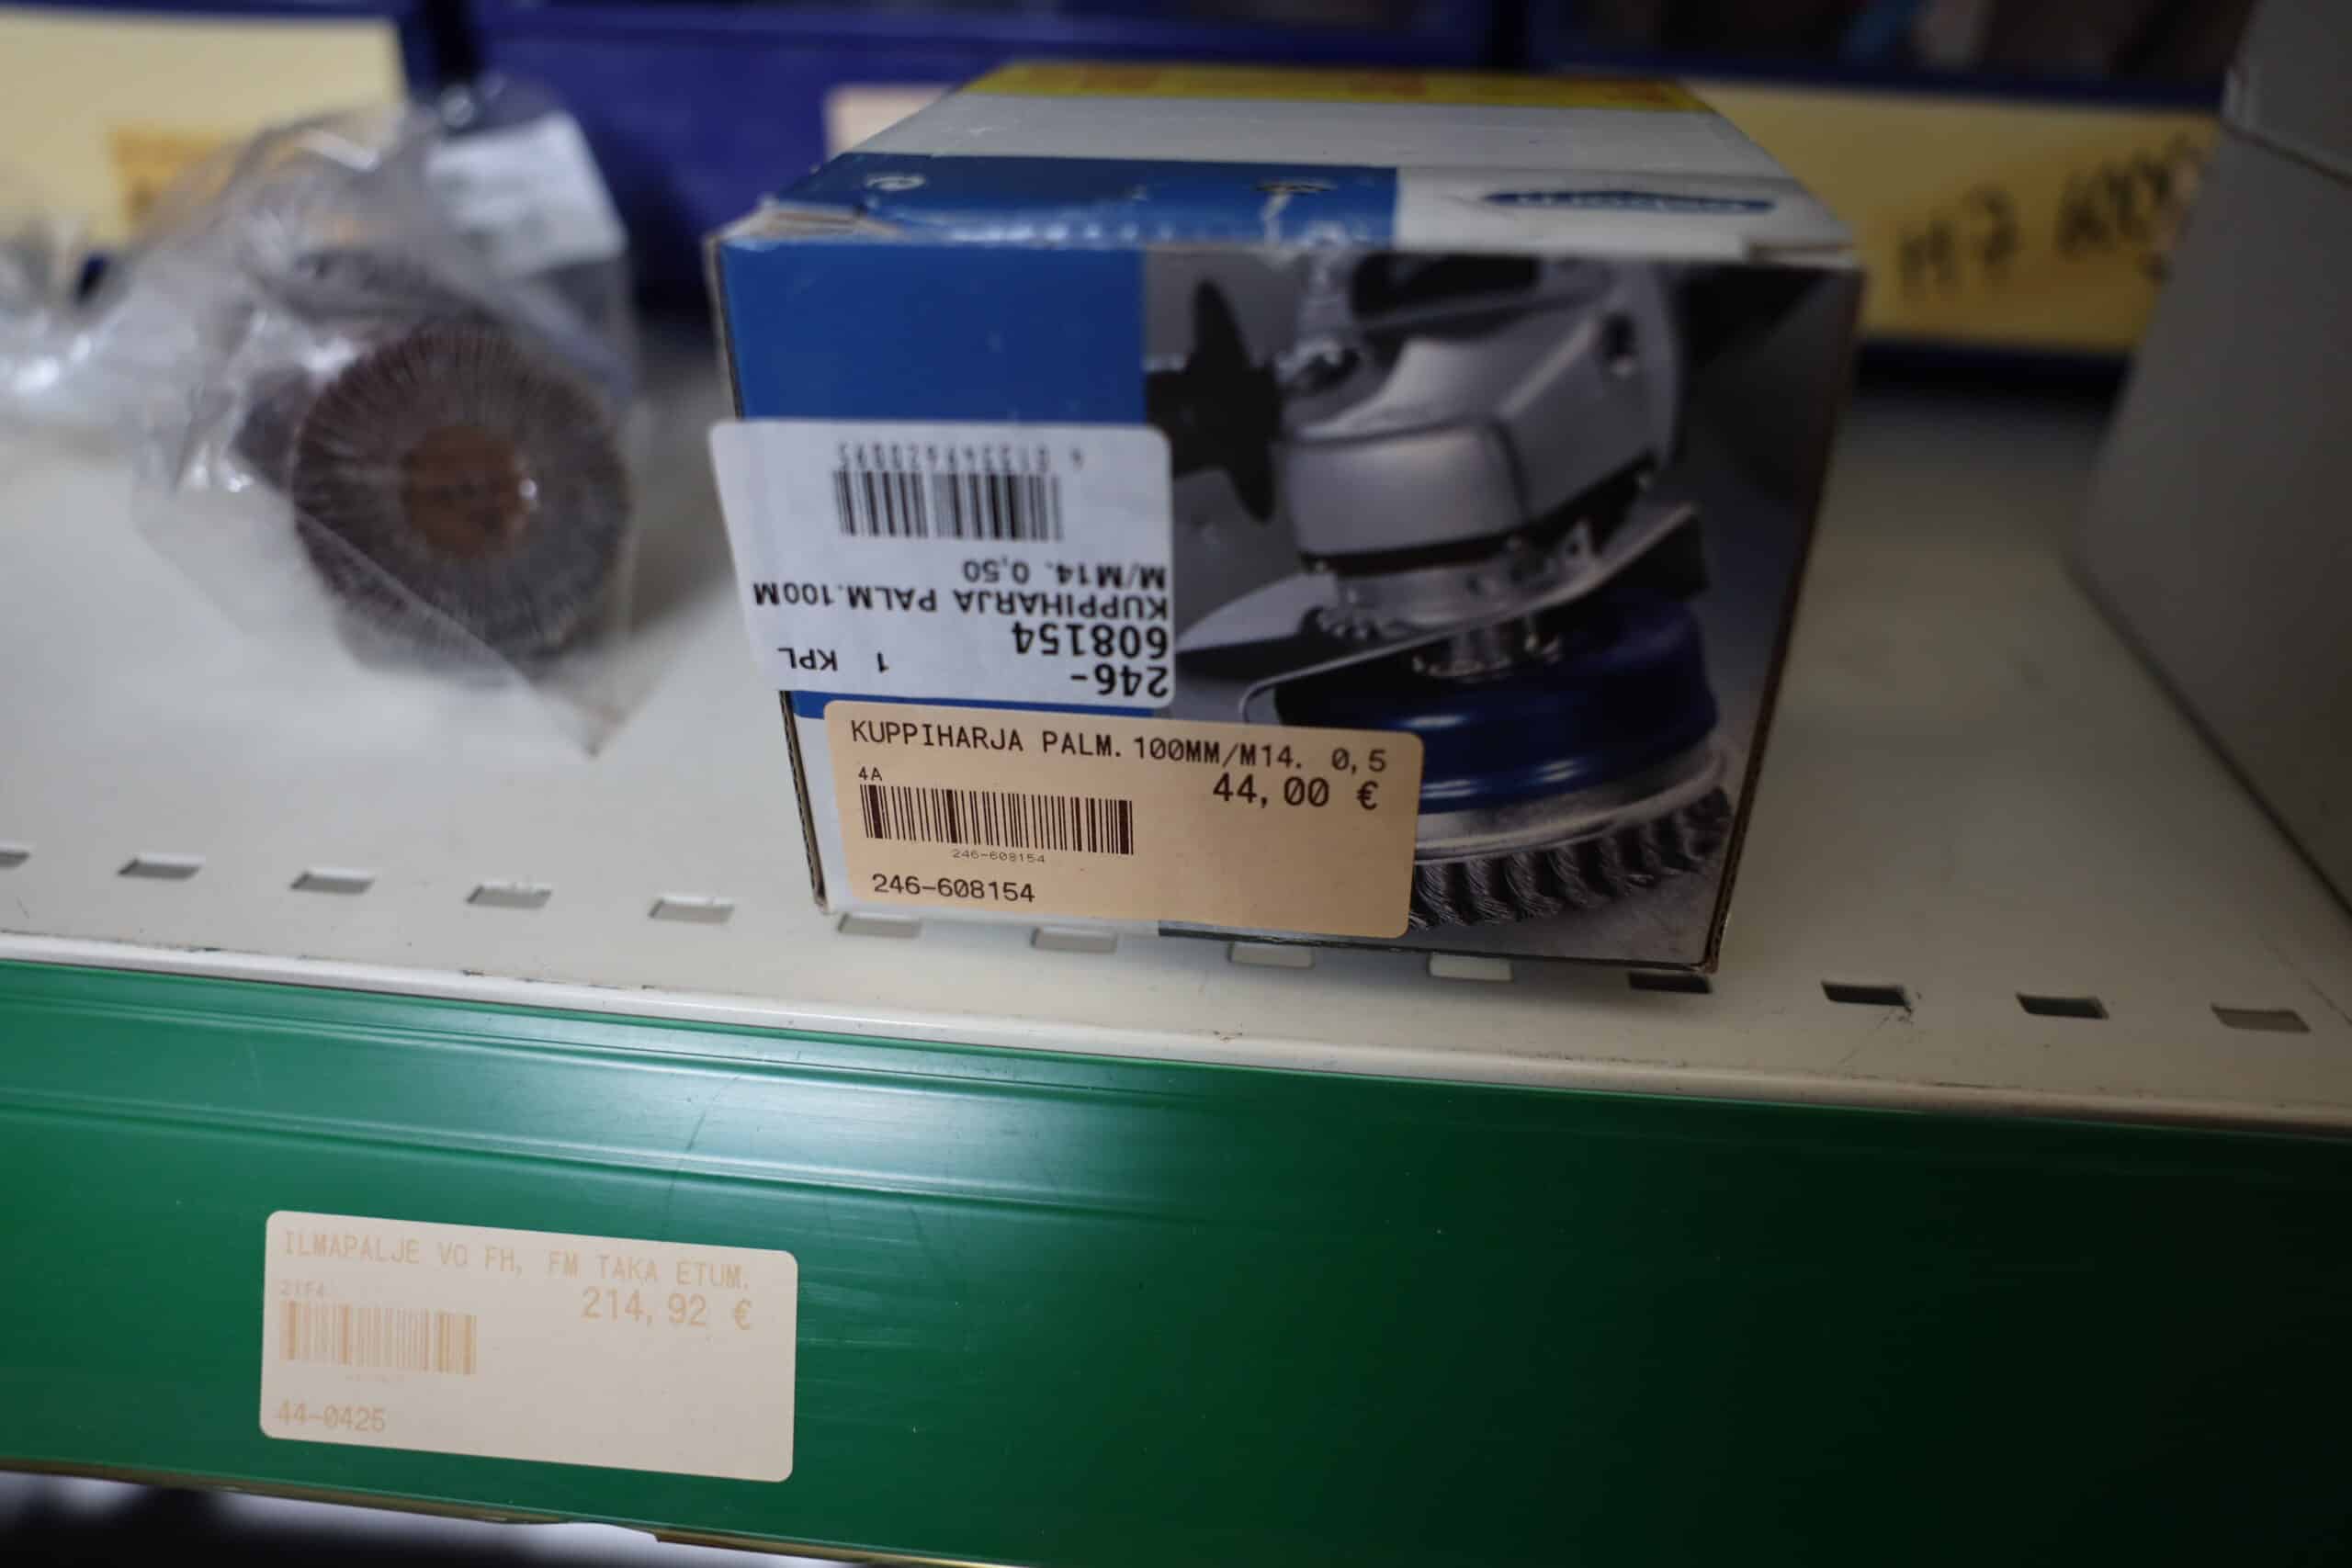 246-
608154
1 KPL
KUPPIHARJA PALM.100M
M/M14. 0,50
KUPPIHARJA PALM.100MM/M14. 0,5
4A
44,00 €
246-608154
246-608154
ILMAPALJE VO FH, FM TAKA ETUM.
21F4
214,92 €
44-0425